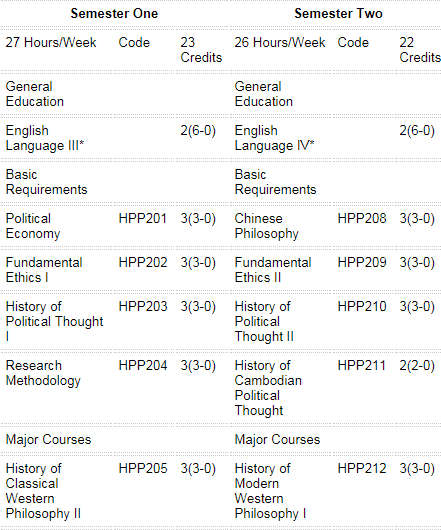 Semester One Semester Two
27 Hours/Week Code 23 Credits 26 Hours/Week Code 22 Credits
General Education General Education
English Language III* 2(6-0) English Language IV* 2(6-0)
Basic Requirements Basic Requirements
Political Economy HPP201 3(3-0) Chinese Philosophy HPP208 3(3-0)
Fundamental Ethics I HPP202 3(3-0) Fundamental Ethics II HPP209 3(3-0)
History of Political Thought I HPP203 3(3-0) History of Political Thought II HPP210 3(3-0)
Research Methodology HPP204 3(3-0) History of Cambodian Political Thought HPP211 2(2-0)
Major Courses Major Courses
History of Classical Western Philosophy II HPP205 3(3-0) History of Modern Western Philosophy I HPP212 3(3-0)